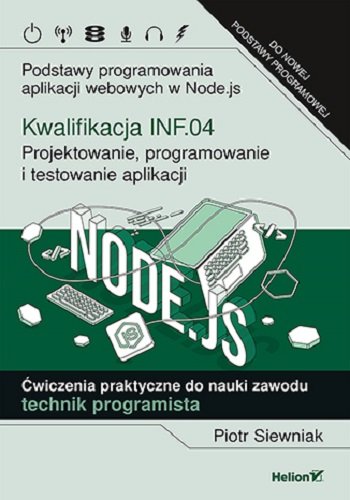 DO NOWEJ
PODSTAWY PROGRAMOWEJ
Podstawy programowania
aplikacji webowych w Node.js
Kwalifikacja INF.04
Projektowanie, programowanie
i testowanie aplikacji
</>
NODE.JS
JS
</>
Ćwiczenia praktyczne do nauki zawodu
technik programista
Piotr Siewniak
Helion